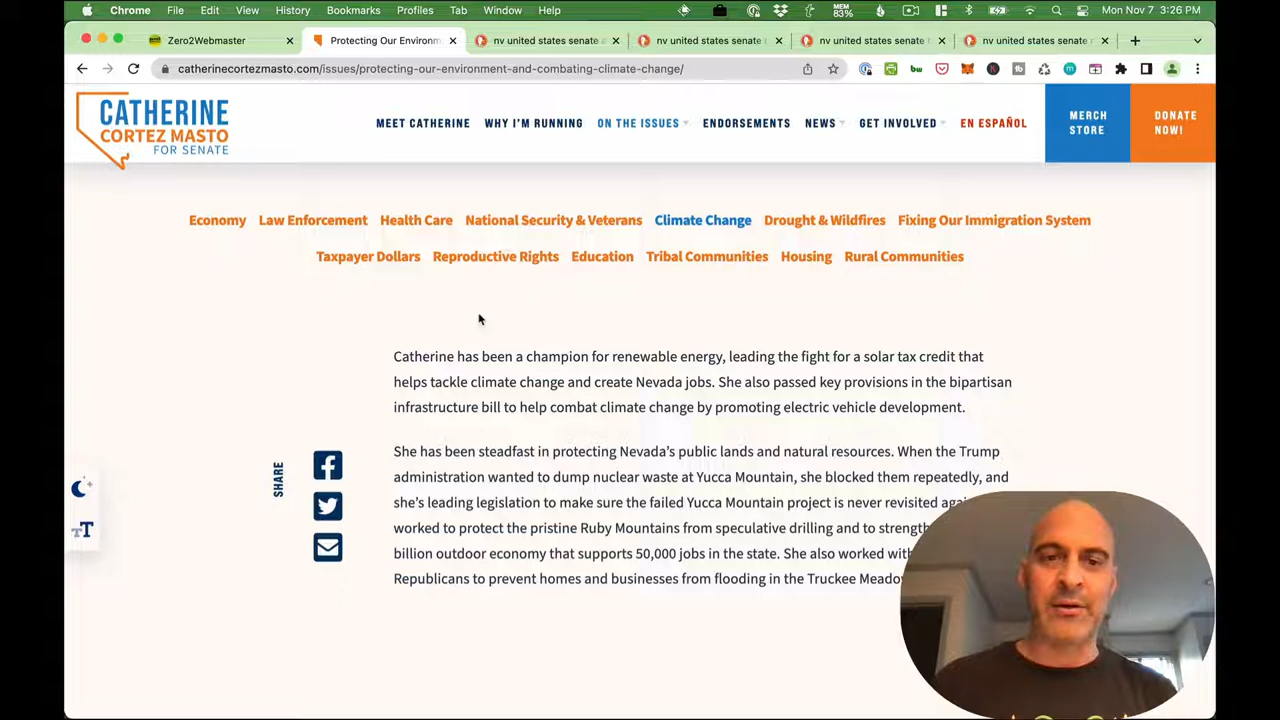 Chrome File Edit View History Bookmarks Profiles Tab Window Help MEM 83% Mon Nov 7 3:26 PM
Zero2Webmaster Protecting Our Environm nv united states senate nv united states senate nv united states senate nv united states senate
catherinecortezmasto.com/issues/protecting-our-environment-and-combating-climate-change/
CATHERINE
CORTEZ MASTO
FOR SENATE
MEET CATHERINE WHY I'M RUNNING ON THE ISSUES ENDORSEMENTS NEWS GET INVOLVED EN ESPAÑOL
MERCH
STORE
DONATE
NOW!
Economy Law Enforcement Health Care National Security & Veterans Climate Change Drought & Wildfires Fixing Our Immigration System
Taxpayer Dollars Reproductive Rights Education Tribal Communities Housing Rural Communities
Catherine has been a champion for renewable energy, leading the fight for a solar tax credit that
helps tackle climate change and create Nevada jobs. She also passed key provisions in the bipartisan
infrastructure bill to help combat climate change by promoting electric vehicle development.
She has been steadfast in protecting Nevada's public lands and natural resources. When the Trump
administration wanted to dump nuclear waste at Yucca Mountain, she blocked them repeatedly, and
she's leading legislation to make sure the failed Yucca Mountain project is never revisited
worked to protect the pristine Ruby Mountains from speculative drilling and to
billion outdoor economy that supports 50,000 jobs in the state. She also worked
Republicans to prevent homes and businesses from flooding in the Truckee
SHARE
TT